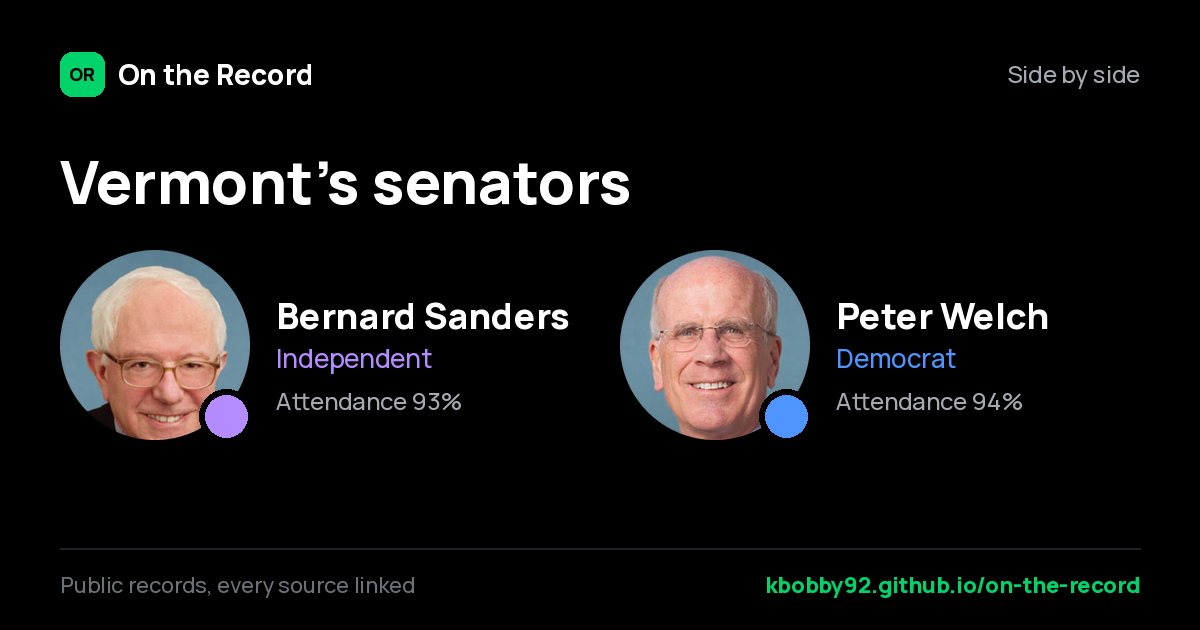 OR On the Record
Side by side
Vermont’s senators
Bernard Sanders
Independent
Attendance 93%
Peter Welch
Democrat
Attendance 94%
Public records, every source linked
kbobby92.github.io/on-the-record